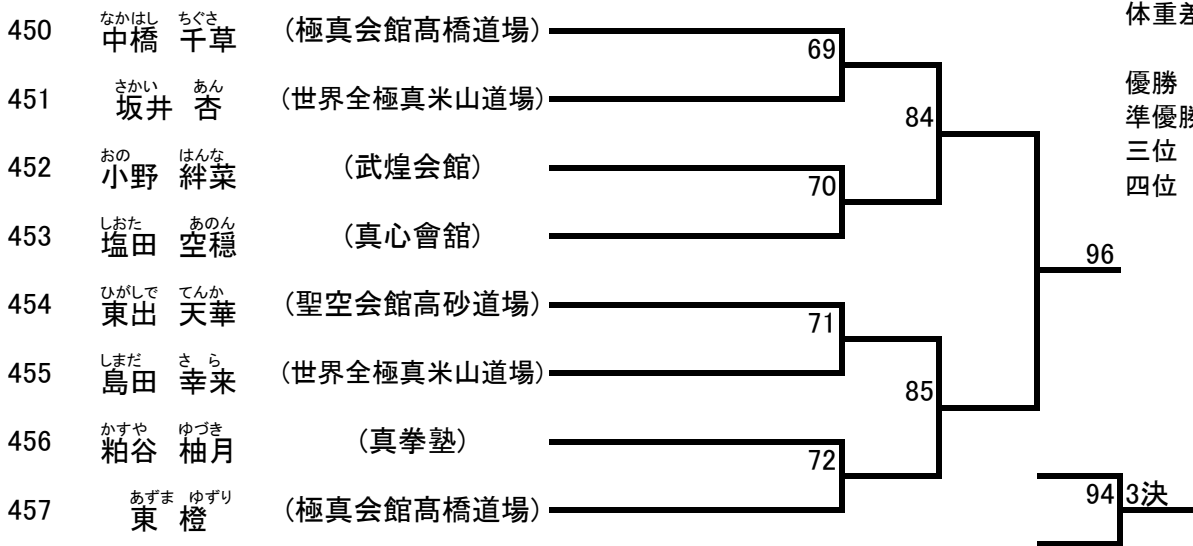 体重差
なかはし ちぐさ
450 中橋 千草 (極真会館髙橋道場)
69
さかい あん
451 坂井 杏 (世界全極真米山道場)
優勝
84
準優勝
おの はんな
452 小野 絆菜 (武煌会館)
三位
70
四位
しおた あのん
453 塩田 空穏 (真心會舘)
96
ひがしで てんか
454 東出 天華 (聖空会館高砂道場)
71
しまだ さら
455 島田 幸来 (世界全極真米山道場)
85
かすや ゆづき
456 粕谷 柚月 (真拳塾)
72
あずま ゆずり
457 東 橙 (極真会館髙橋道場)
94 3決